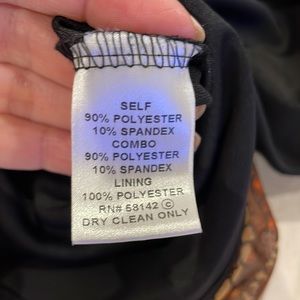 SELF
90% POLYESTER
10% SPANDEX
COMBO
90% POLYESTER
10% SPANDEX
LINING
100% POLYESTER
RN# 58142 ©
DRY CLEAN ONLY